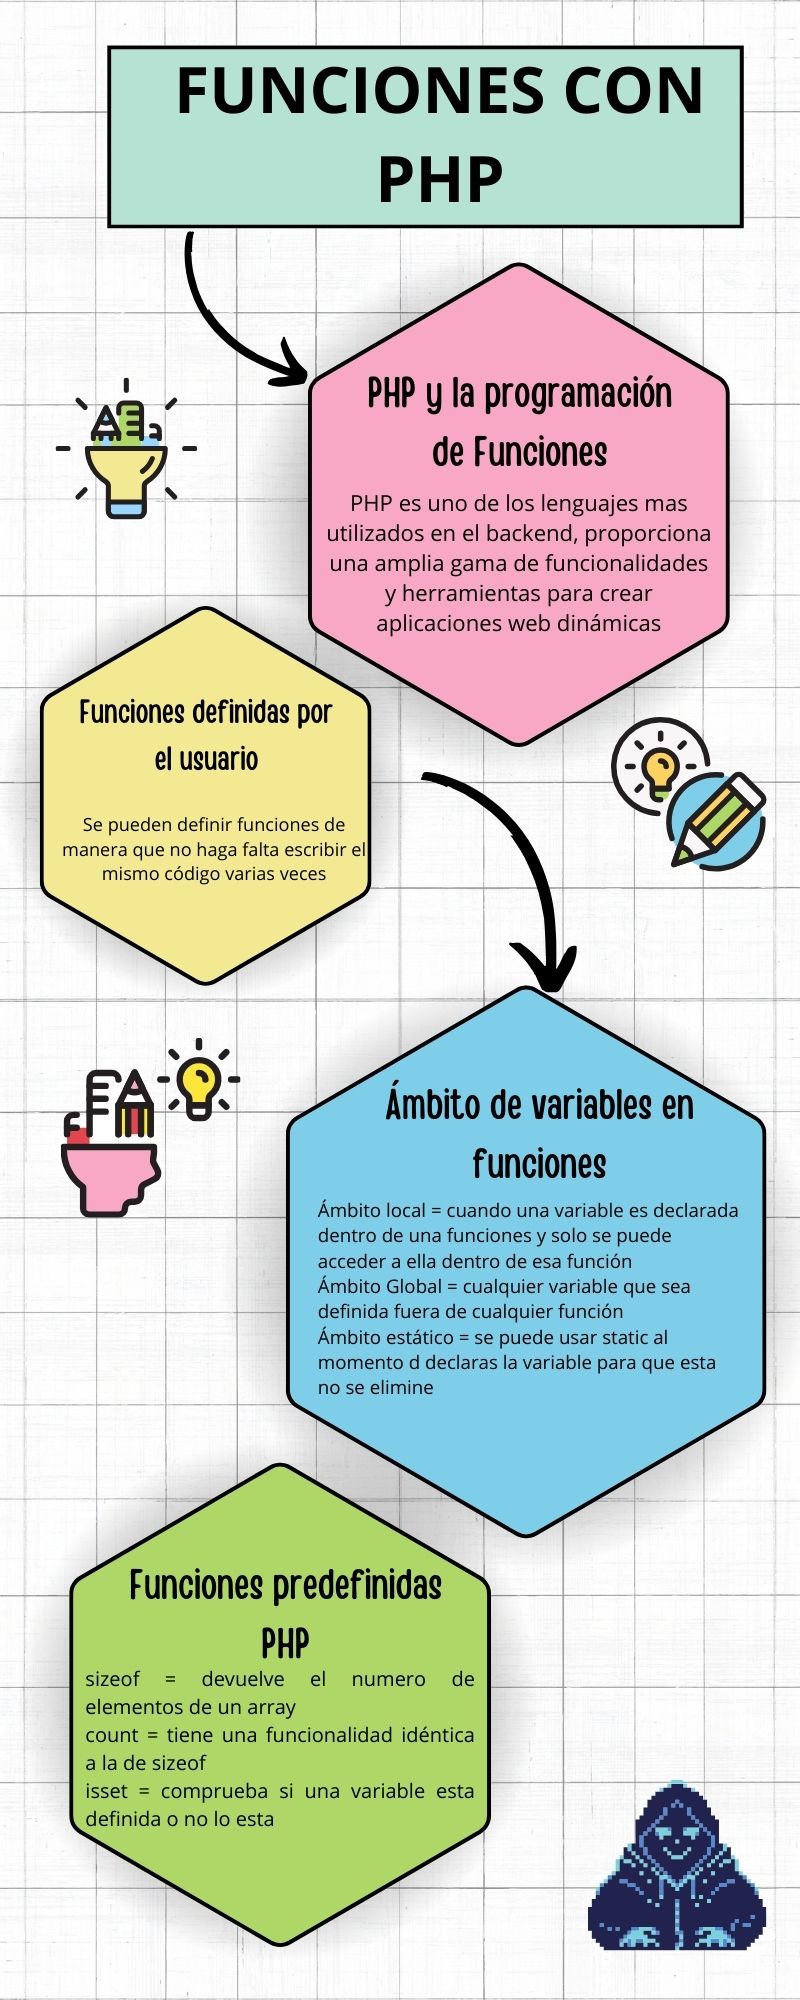 FUNCIONES CON
PHP
PHP y la programación
de Funciones
PHP es uno de los lenguajes mas
utilizados en el backend, proporciona
una amplia gama de funcionalidades
y herramientas para crear
aplicaciones web dinámicas
Funciones definidas por
el usuario
Se pueden definir funciones de
manera que no haga falta escribir el
mismo código varias veces
Ámbito de variables en
funciones
Ámbito local = cuando una variable es declarada
dentro de una funciones y solo se puede
acceder a ella dentro de esa función
Ámbito Global = cualquier variable que sea
definida fuera de cualquier función
Ámbito estático = se puede usar static al
momento d declaras la variable para que esta
no se elimine
Funciones predefinidas
PHP
sizeof = devuelve el numero de
elementos de un array
count = tiene una funcionalidad idéntica
a la de sizeof
isset = comprueba si una variable esta
definida o no lo esta